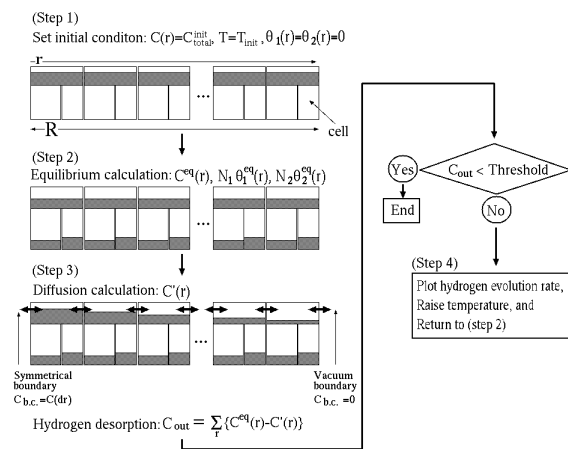 (Step 1)
Set initial conditon: C(r)=C^init_total, T=T_init, θ_1(r)=θ_2(r)=0
r
...
R
cell
(Step 2)
Equilibrium calculation: C^eq(r), N_1 θ_1^eq(r), N_2 θ_2^eq(r)
...
(Step 3)
Diffusion calculation: C'(r)
...
Symmetrical
boundary
C_b.c.=C(dr)
Vacuum
boundary
C_b.c.=0
Hydrogen desorption: C_out = Σ_r {C^eq(r)-C'(r)}
C_out < Threshold
Yes
End
No
(Step 4)
Plot hydrogen evolution rate,
Raise temperature, and
Return to (step 2)